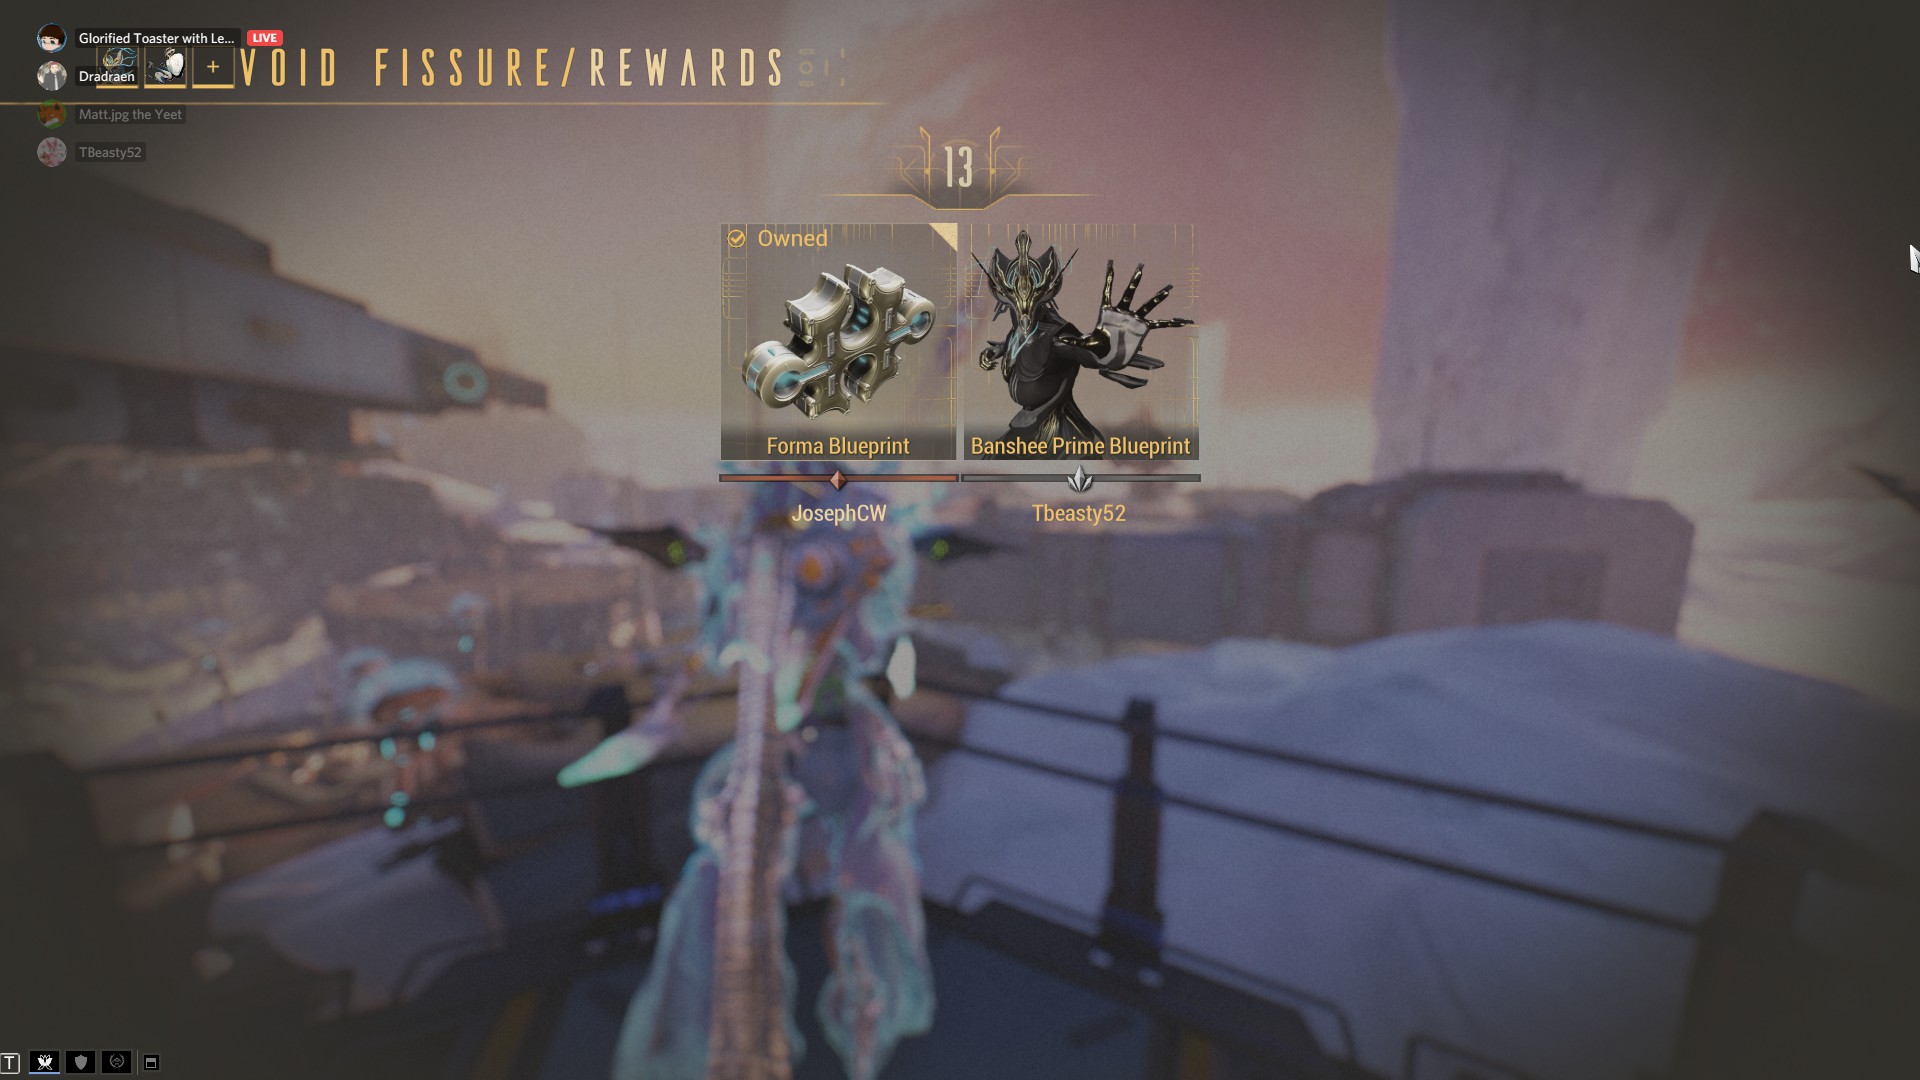 Glorified Toaster with Le... LIVE
Dradraen
VOID FISSURE/REWARDS
Matt.jpg the Yeet
TBeasty52
13
Owned
Forma Blueprint
Banshee Prime Blueprint
JosephCW
Tbeasty52
T